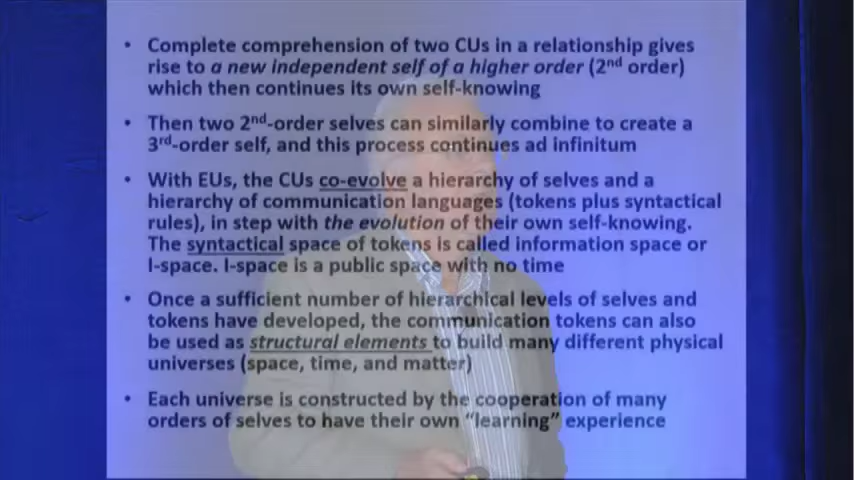 • Complete comprehension of two CUs in a relationship gives
rise to a new independent self of a higher order (2nd order)
which then continues its own self-knowing
• Then two 2nd-order selves can similarly combine to create a
3rd-order self, and this process continues ad infinitum
• With EUs, the CUs co-evolve a hierarchy of selves and a
hierarchy of communication languages (tokens plus syntactical
rules), in step with the evolution of their own self-knowing.
The syntactical space of tokens is called information space or
I-space. I-space is a public space with no time
• Once a sufficient number of hierarchical levels of selves and
tokens have developed, the communication tokens can also
be used as structural elements to build many different physical
universes (space, time, and matter)
• Each universe is constructed by the cooperation of many
orders of selves to have their own “learning” experience